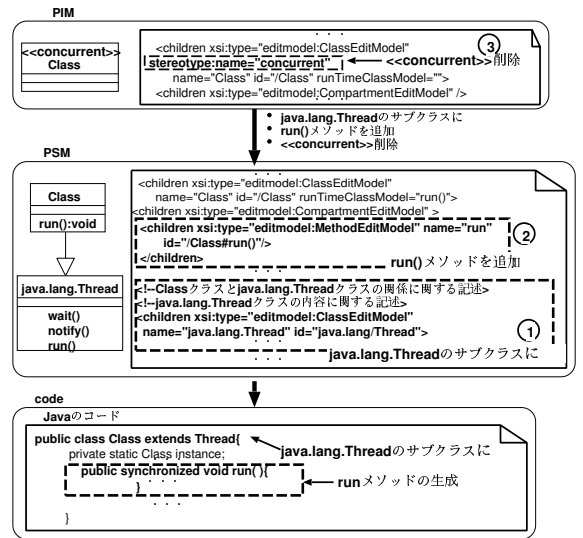 PIM
<<concurrent>>
Class
. . .
<children xsi:type="editmodel:ClassEditModel"
stereotype:name="concurrent"
name="Class" id="/Class" runTimeClassModel="">
<children xsi:type="editmodel:CompartmentEditModel" />
. . .
③
<<concurrent>>削除
• java.lang.Threadのサブクラスに
• run()メソッドを追加
• <<concurrent>>削除
PSM
Class
run():void
java.lang.Thread
wait()
notify()
run()
. . .
<children xsi:type="editmodel:ClassEditModel"
name="Class" id="/Class" runTimeClassModel="run()">
<children xsi:type="editmodel:CompartmentEditModel" >
<children xsi:type="editmodel:MethodEditModel" name="run"
id="/Class#run()"/>
</children>
②
. . .
run()メソッドを追加
<!--Classクラスとjava.lang.Threadクラスの関係に関する記述>
<!--java.lang.Threadクラスの内容に関する記述>
<children xsi:type="editmodel:ClassEditModel"
name="java.lang.Thread" id="java.lang/Thread">
①
. . .
java.lang.Threadのサブクラスに
. . .
code
Javaのコード
public class Class extends Thread{
java.lang.Threadのサブクラスに
private static Class instance;
public synchronized void run( ){
. . .
}
runメソッドの生成
. . .
}